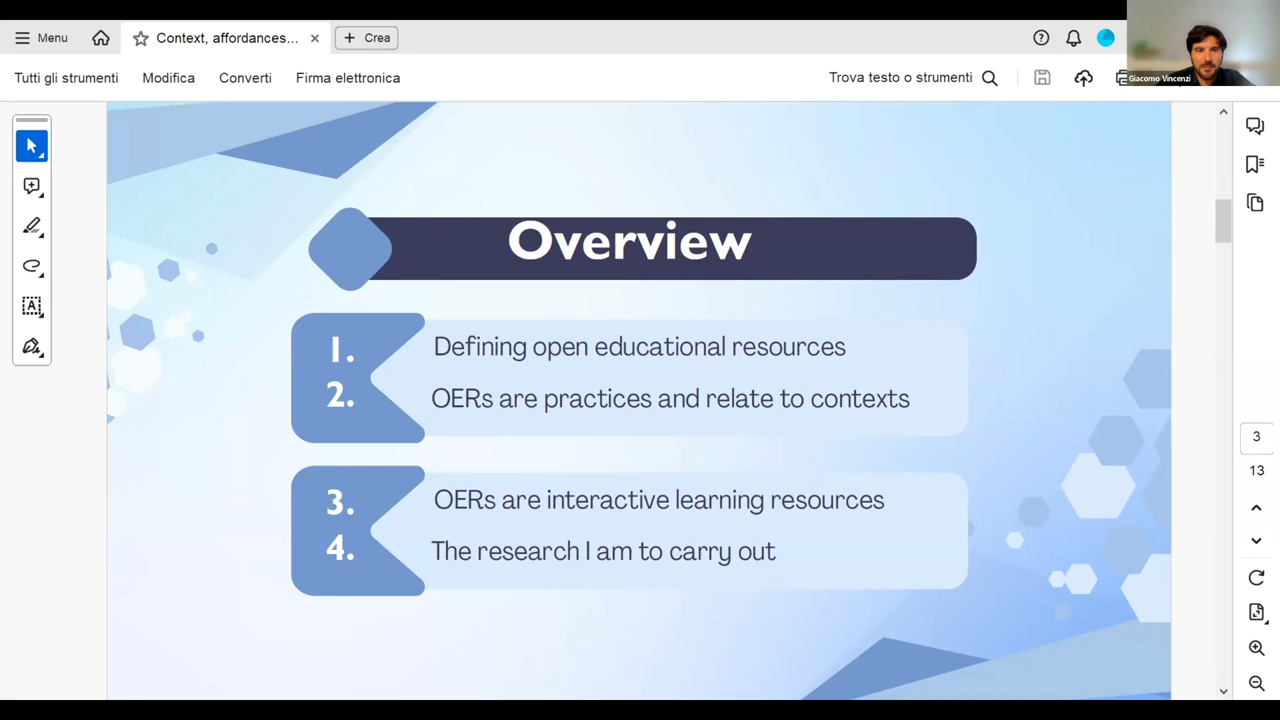 Menu
Context, affordances...
Crea
Tutti gli strumenti
Modifica
Converti
Firma elettronica
Trova testo o strumenti
Giacomo Vincenzi
Overview
1. Defining open educational resources
2. OERs are practices and relate to contexts
3. OERs are interactive learning resources
4. The research I am to carry out
3
13